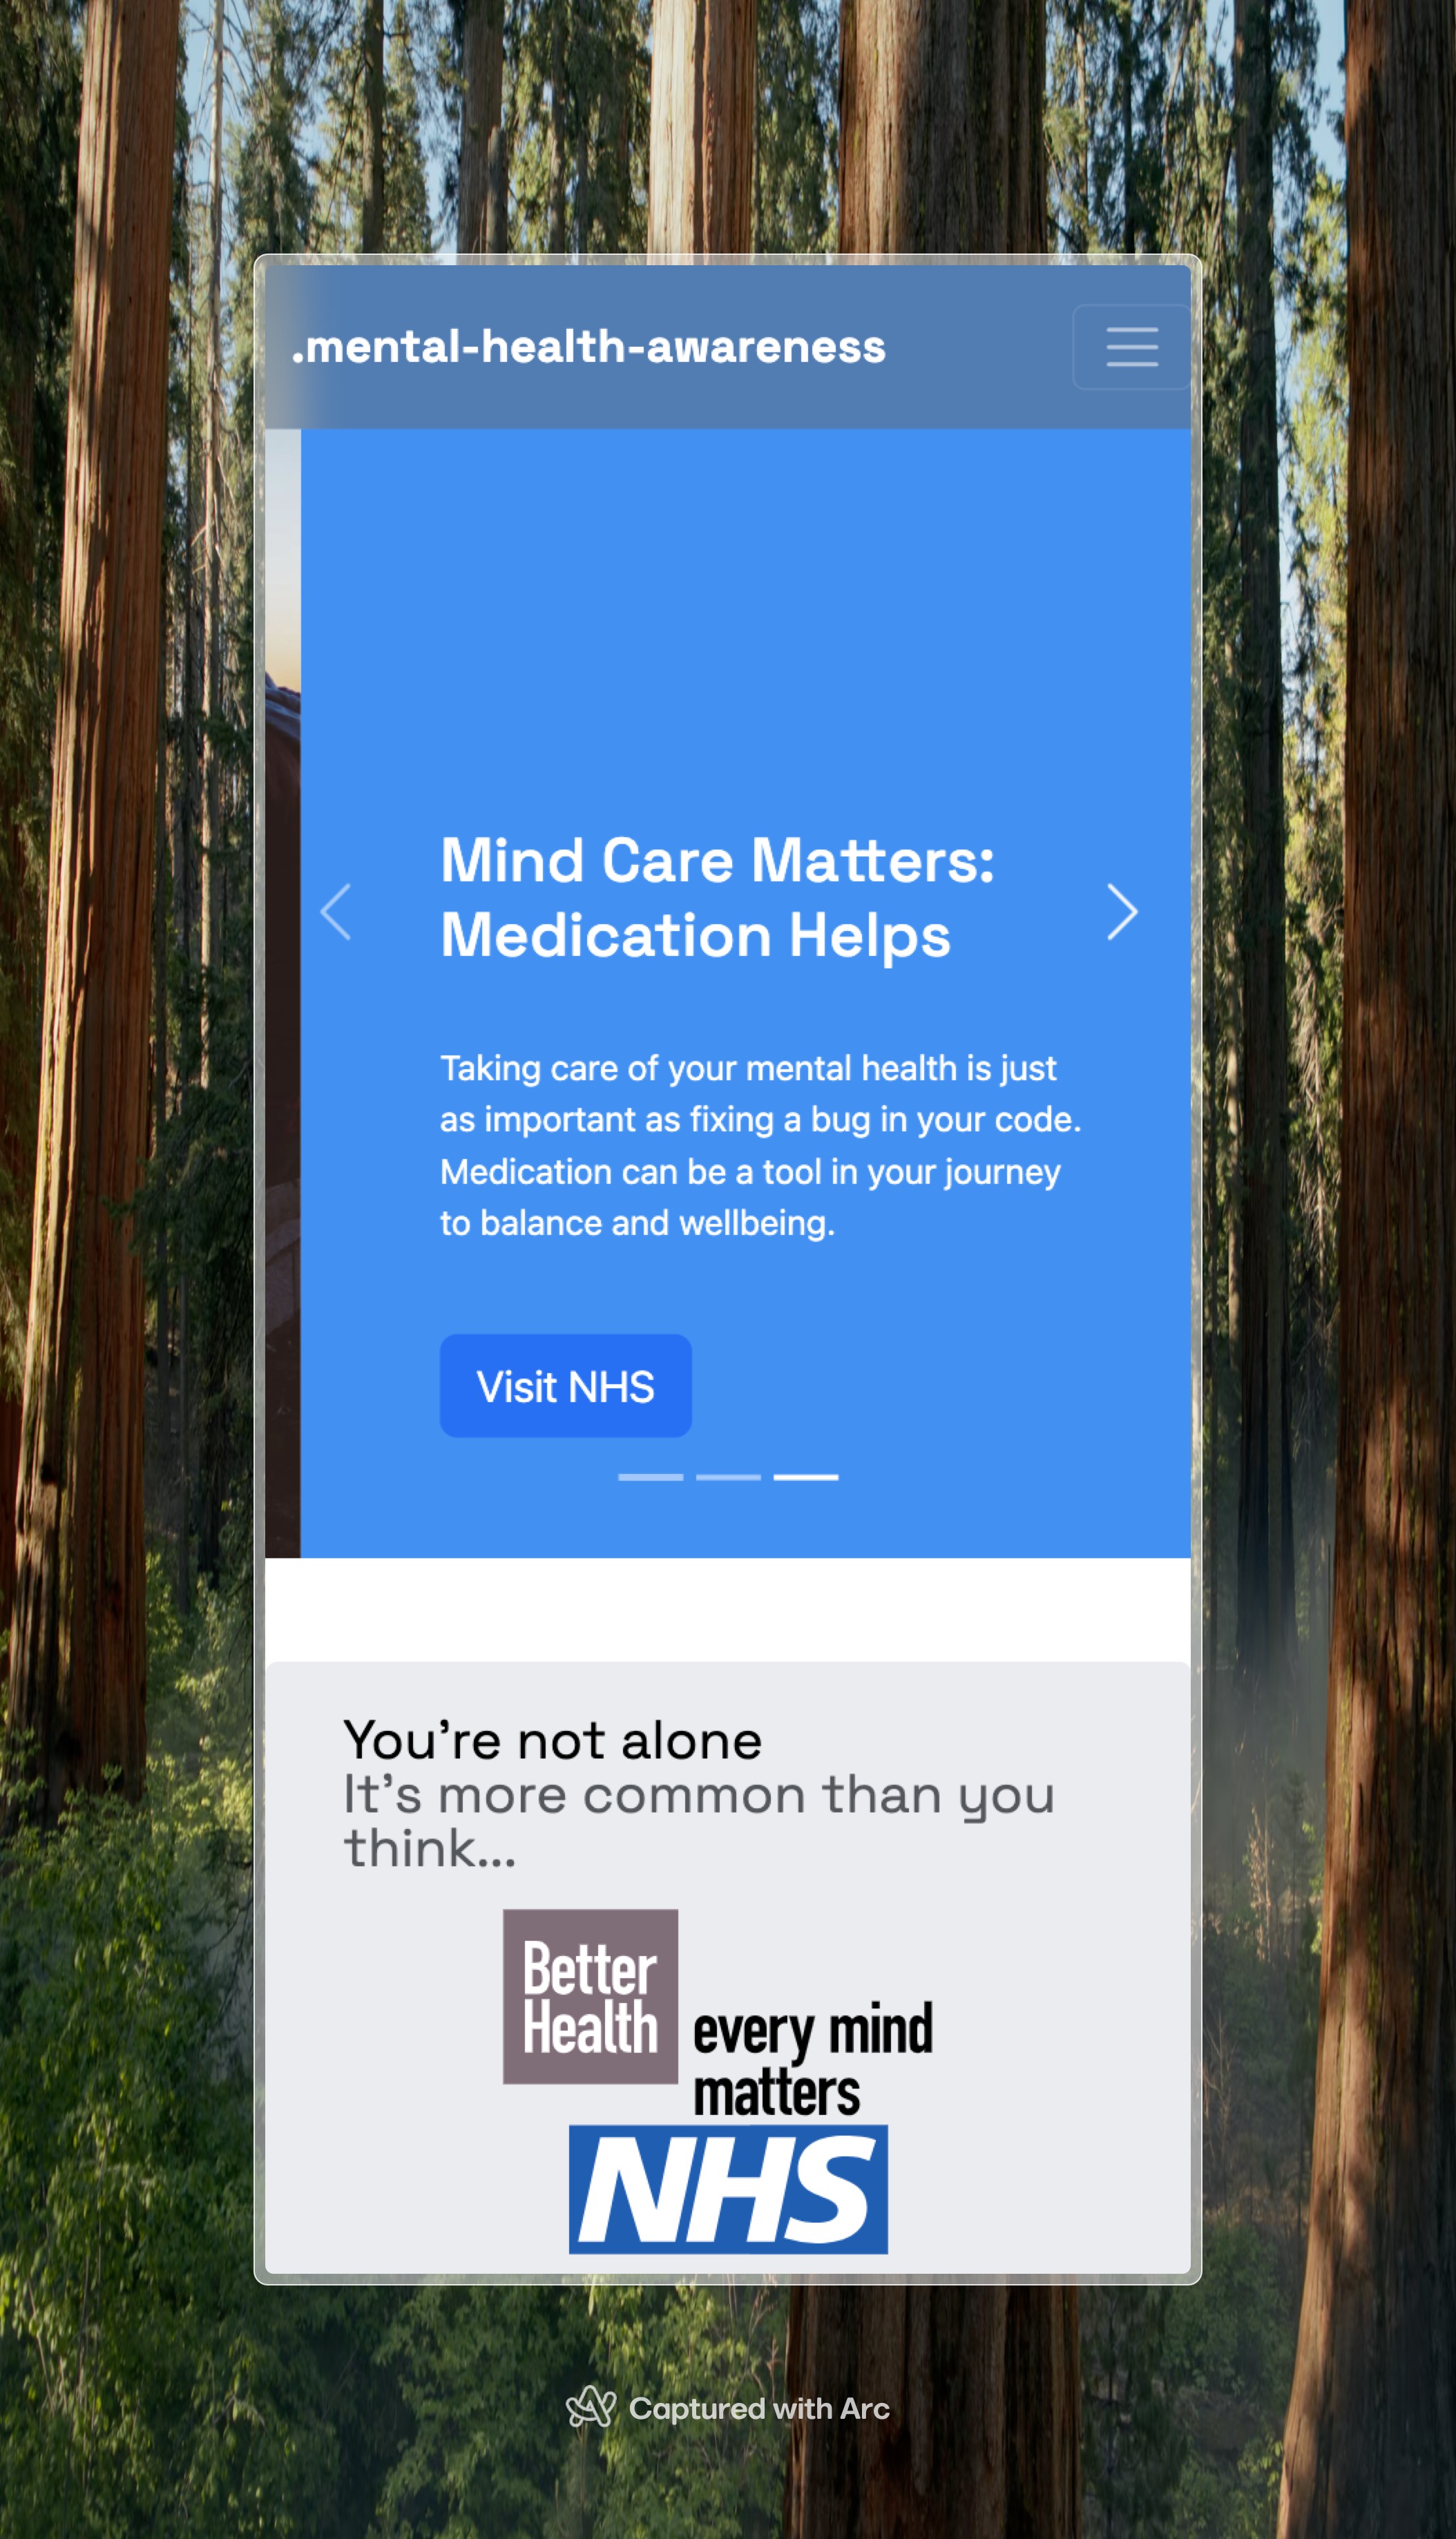 .mental-health-awareness
Mind Care Matters:
Medication Helps
Taking care of your mental health is just
as important as fixing a bug in your code.
Medication can be a tool in your journey
to balance and wellbeing.
Visit NHS
You’re not alone
It’s more common than you
think...
Better
Health
every mind
matters
NHS
Captured with Arc